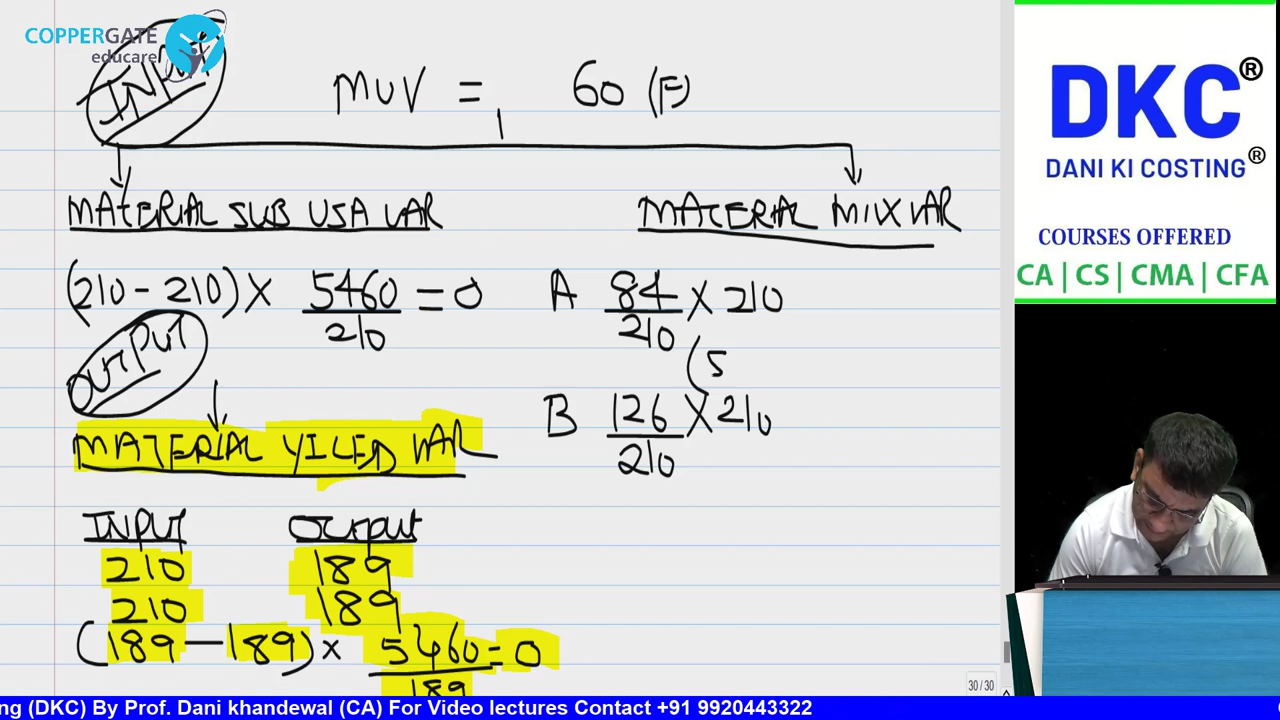 COPPERGATE
educare
INPUT
MUV = 60 (F)
MATERIAL SUB USA VAR
(210 - 210) X 5460 = 0
210
OUTPUT
MATERIAL YILED VAR
INPUT OUTPUT
210 189
210 189
(189 - 189) x 5460 = 0
189
MATERIAL MIX VAR
A 84 X 210
210
(5
B 126 X 210
210
30 / 30
DKC®
DANI KI COSTING®
COURSES OFFERED
CA | CS | CMA | CFA
ng (DKC) By Prof. Dani khandewal (CA) For Video lectures Contact +91 9920443322